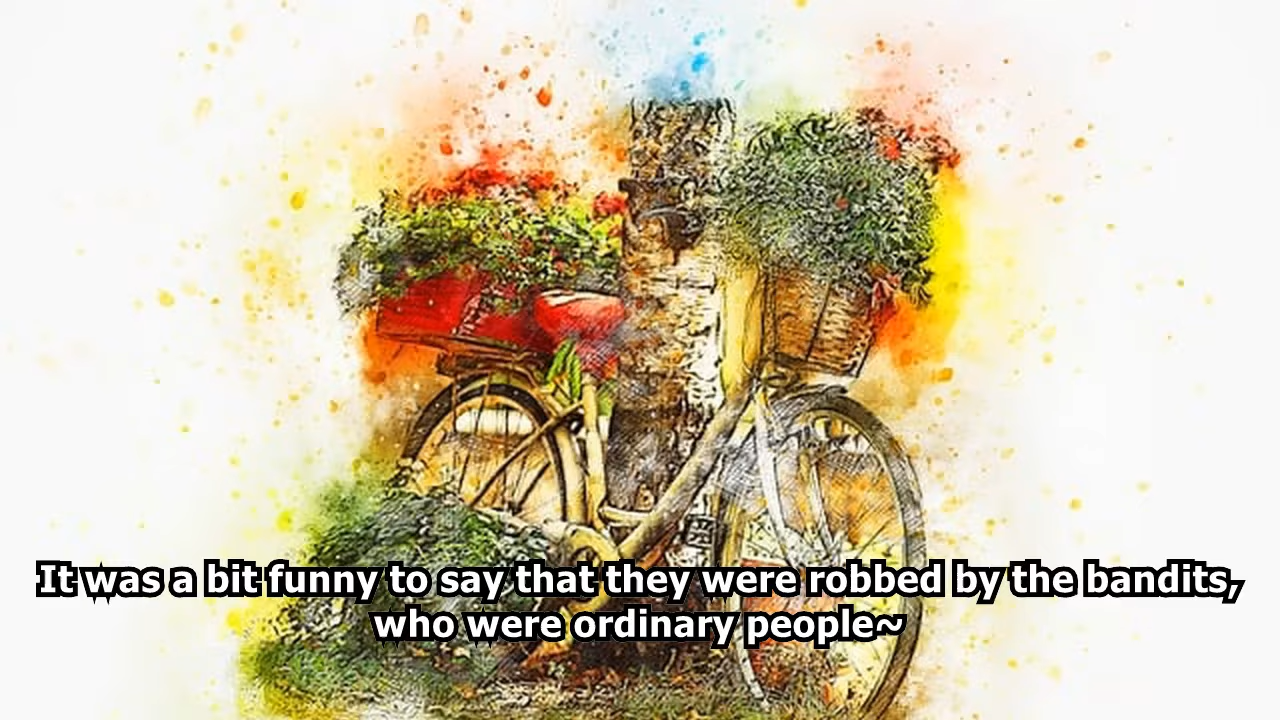 It was a bit funny to say that they were robbed by the bandits,
who were ordinary people~